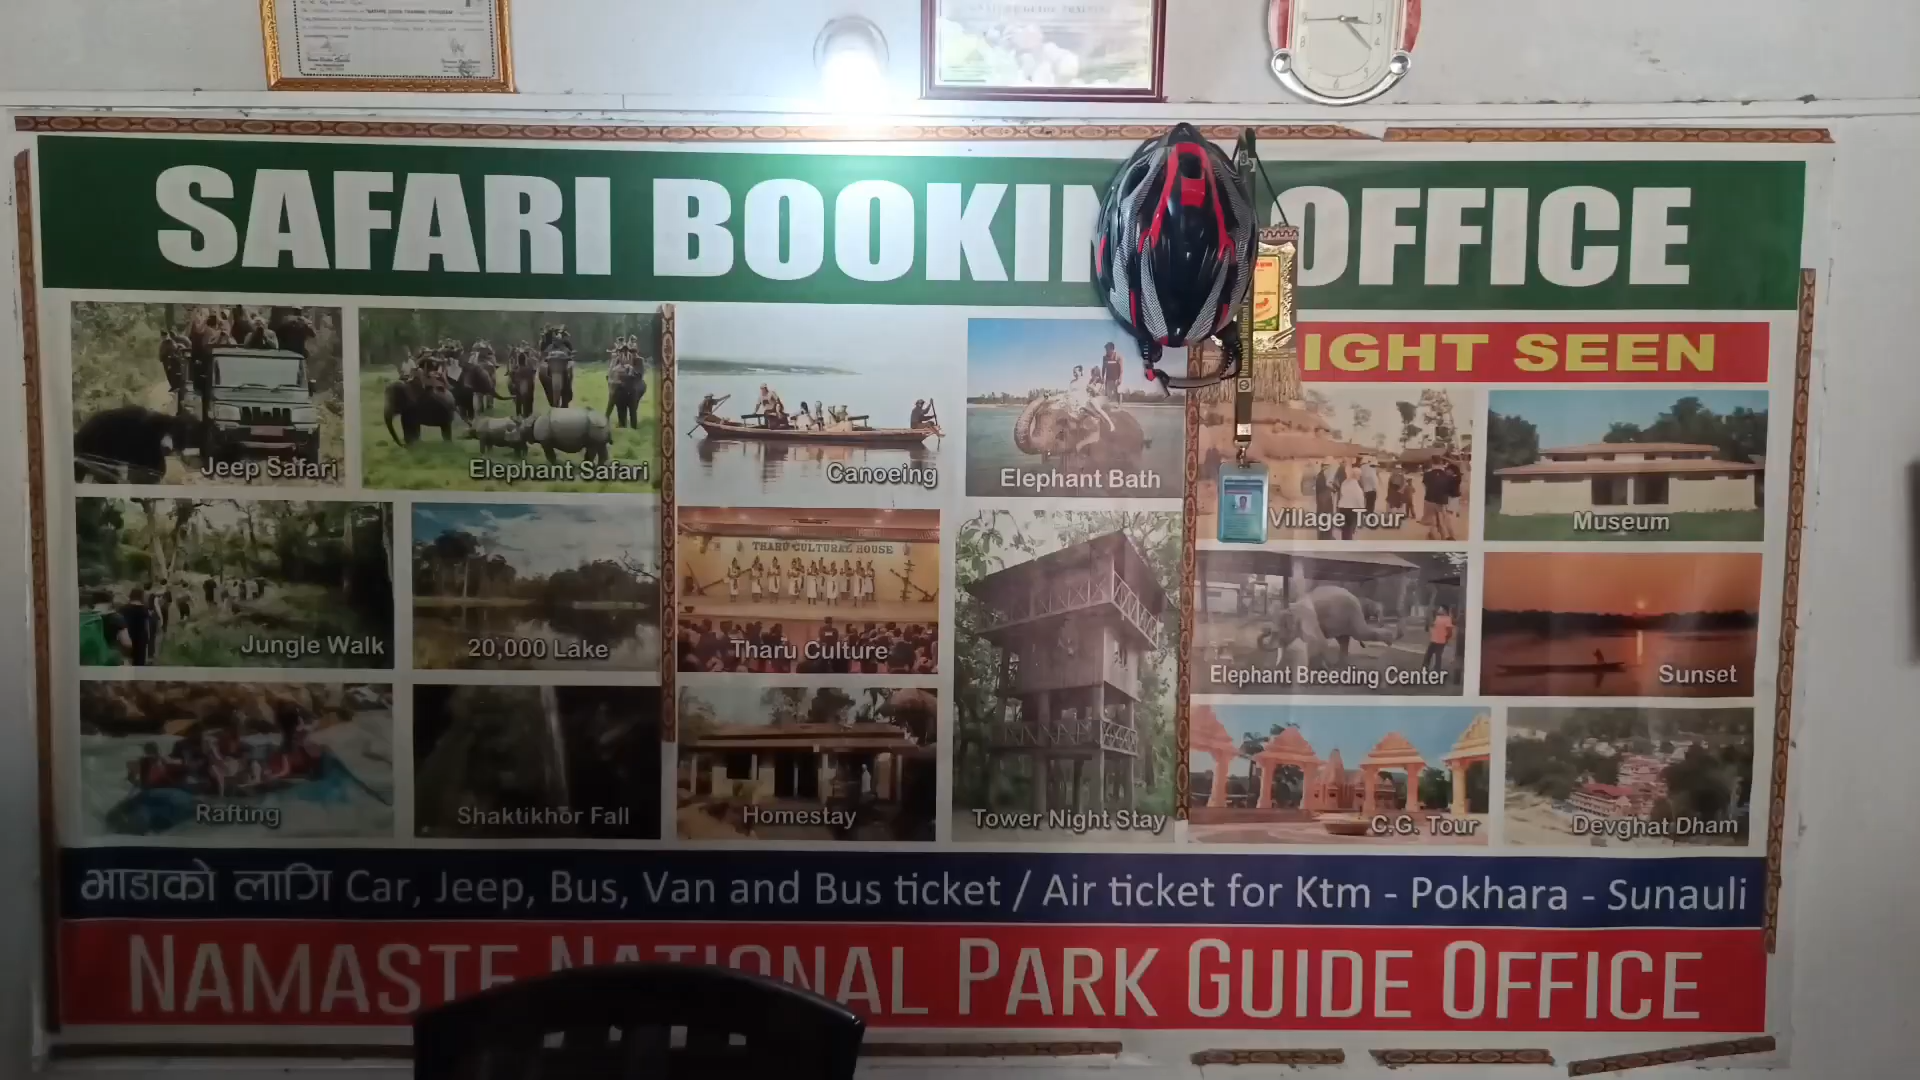 SAFARI BOOKIN OFFICE
IGHT SEEN
Jeep Safari
Elephant Safari
Canoeing
Elephant Bath
Village Tour
Museum
Jungle Walk
20,000 Lake
THARU CULTURAL HOUSE
Tharu Culture
Elephant Breeding Center
Sunset
Rafting
Shaktikhor Fall
Homestay
Tower Night Stay
C.G. Tour
Devghat Dham
भाडाको लागि Car, Jeep, Bus, Van and Bus ticket / Air ticket for Ktm - Pokhara - Sunauli
NAMASTE NATIONAL PARK GUIDE OFFICE